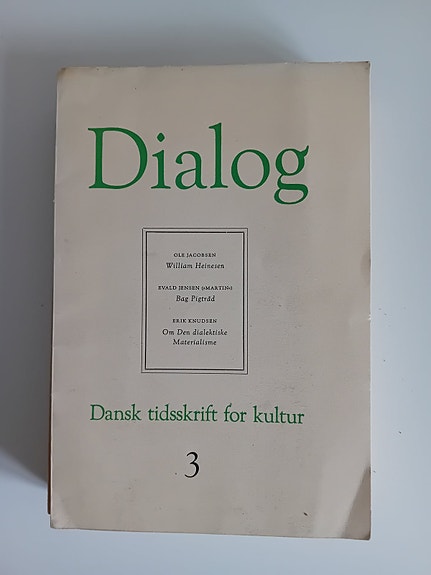 Dialog
OLE JACOBSEN
William Heinesen
EVALD JENSEN (»MARTIN«)
Bag Pigtråd
ERIK KNUDSEN
Om Den dialektiske
Materialisme
Dansk tidsskrift for kultur
3